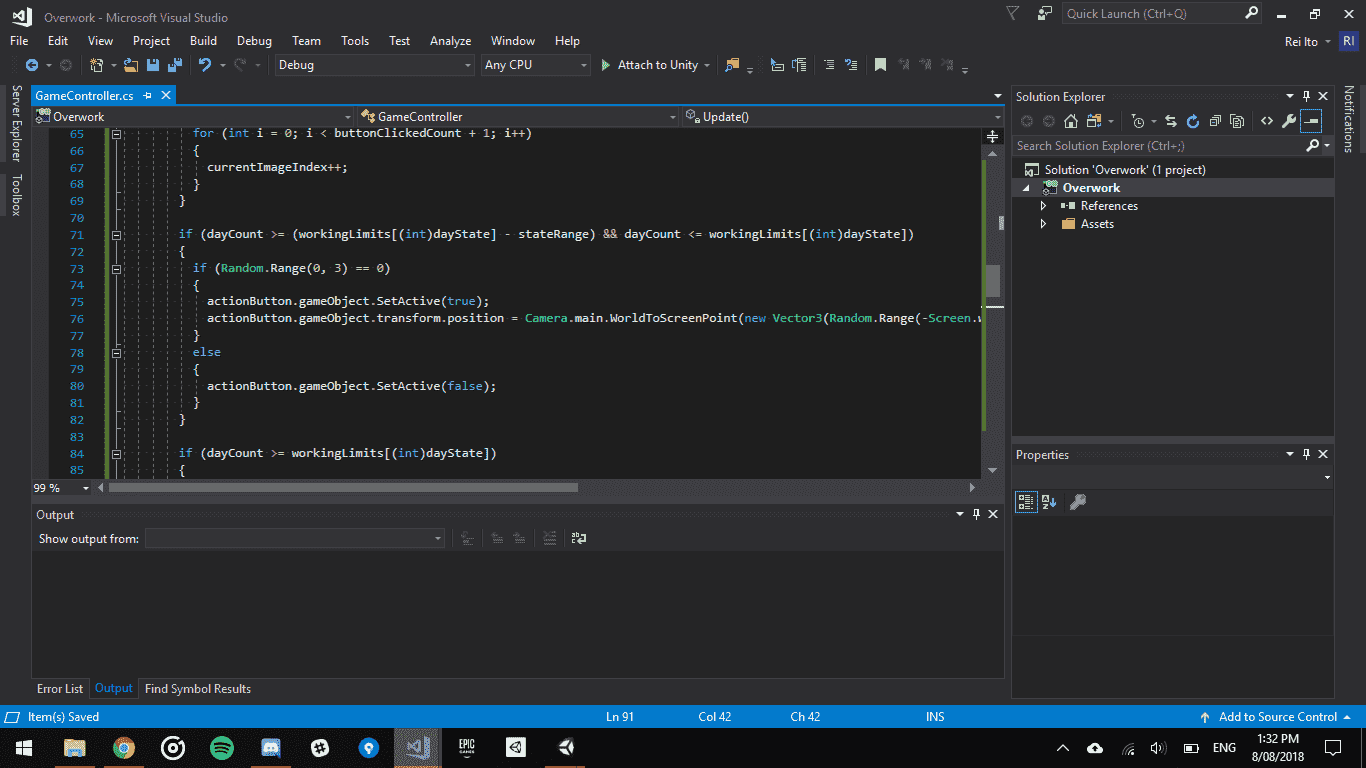 Overwork - Microsoft Visual Studio
Quick Launch (Ctrl+Q)
File Edit View Project Build Debug Team Tools Test Analyze Window Help
Rei Ito RI
Debug Any CPU Attach to Unity
Server Explorer
Toolbox
GameController.cs
Overwork GameController Update()
65 for (int i = 0; i < buttonClickedCount + 1; i++)
66 {
67 currentImageIndex++;
68 }
69 }
70
71 if (dayCount >= (workingLimits[(int)dayState] - stateRange) && dayCount <= workingLimits[(int)dayState])
72 {
73 if (Random.Range(0, 3) == 0)
74 {
75 actionButton.gameObject.SetActive(true);
76 actionButton.gameObject.transform.position = Camera.main.WorldToScreenPoint(new Vector3(Random.Range(-Screen.w
77 }
78 else
79 {
80 actionButton.gameObject.SetActive(false);
81 }
82 }
83
84 if (dayCount >= workingLimits[(int)dayState])
85 {
99 %
Output
Show output from:
Error List Output Find Symbol Results
Solution Explorer
Search Solution Explorer (Ctrl+;)
Solution 'Overwork' (1 project)
Overwork
References
Assets
Properties
Notifications
Item(s) Saved Ln 91 Col 42 Ch 42 INS Add to Source Control
EPIC
GAMES
ENG
1:32 PM
8/08/2018